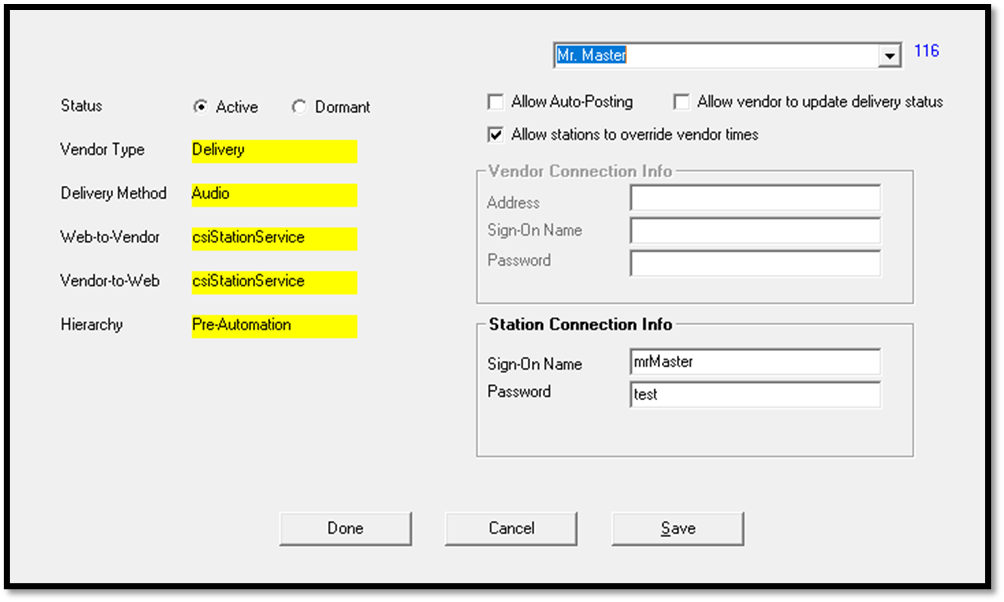 Mr. Master 116
Status Active Dormant Allow Auto-Posting Allow vendor to update delivery status
Allow stations to override vendor times
Vendor Type Delivery
Delivery Method Audio
Web-to-Vendor csiStationService
Vendor-to-Web csiStationService
Hierarchy Pre-Automation
Vendor Connection Info
Address
Sign-On Name
Password
Station Connection Info
Sign-On Name mrMaster
Password test
Done Cancel Save